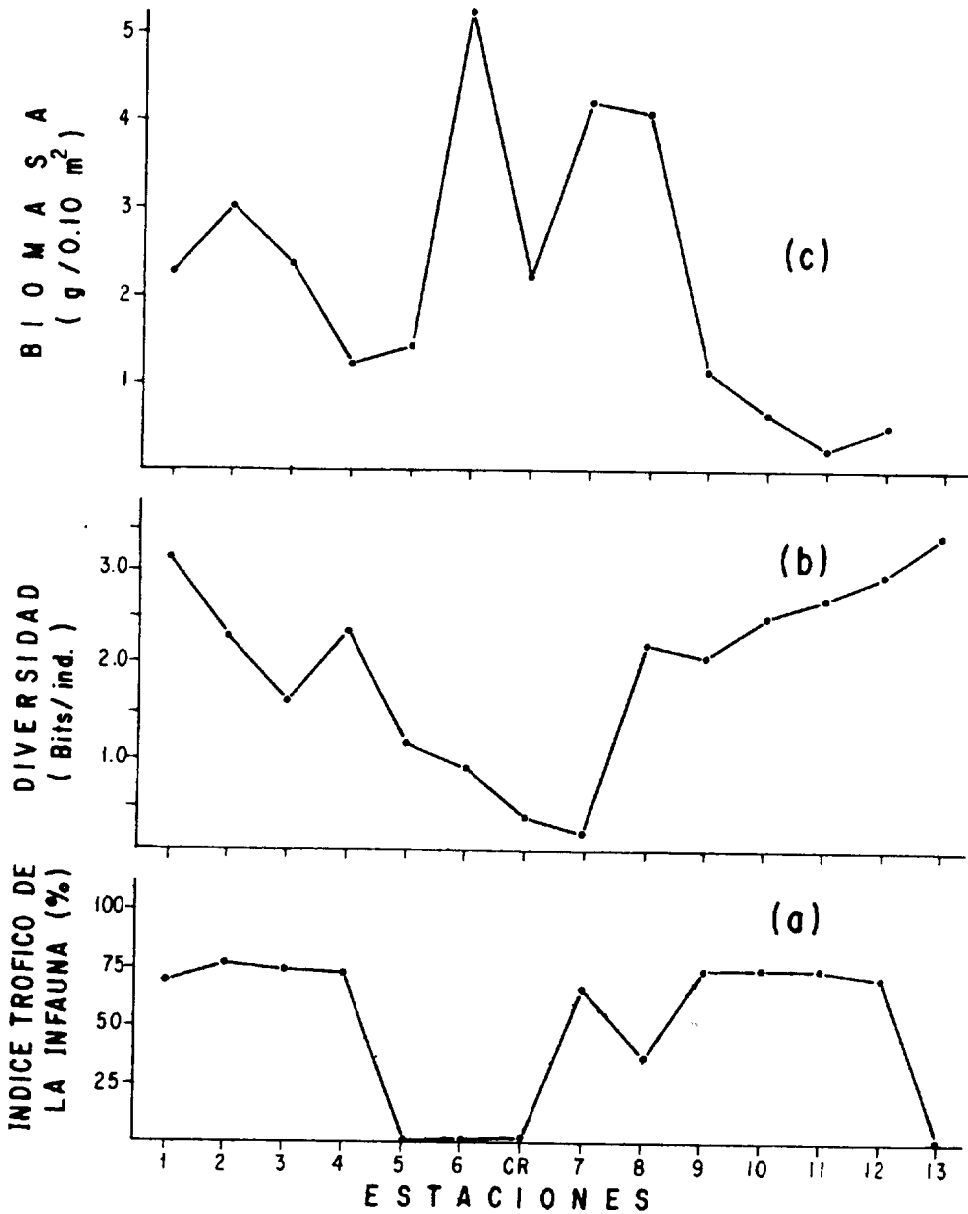 BIOMASA
(g/0.10 m²)
5
4
3
2
1
(c)
DIVERSIDAD
(Bits/ind.)
3.0
2.0
1.0
(b)
INDICE TROFICO DE
LA INFAUNA (%)
100
75
50
25
(a)
1 2 3 4 5 6 CR 7 8 9 10 11 12 13
ESTACIONES